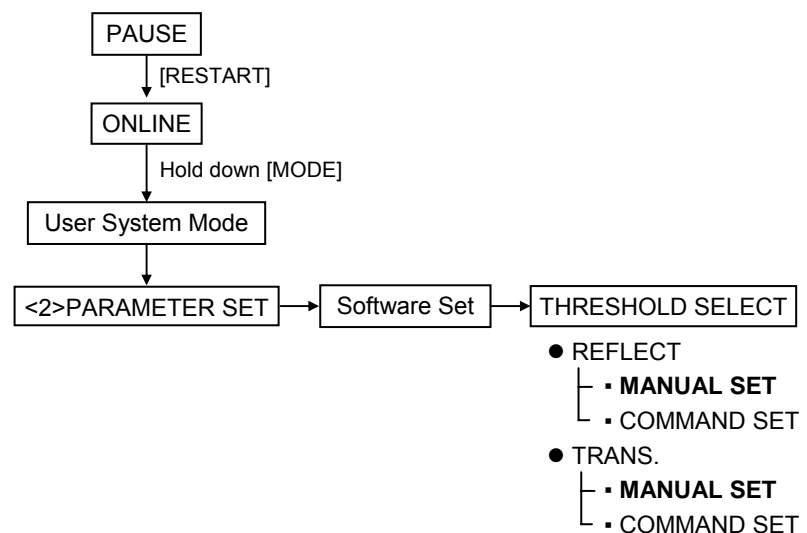 PAUSE
[RESTART]
ONLINE
Hold down [MODE]
User System Mode
<2>PARAMETER SET
Software Set
THRESHOLD SELECT
● REFLECT
▪ MANUAL SET
▪ COMMAND SET
● TRANS.
▪ MANUAL SET
▪ COMMAND SET